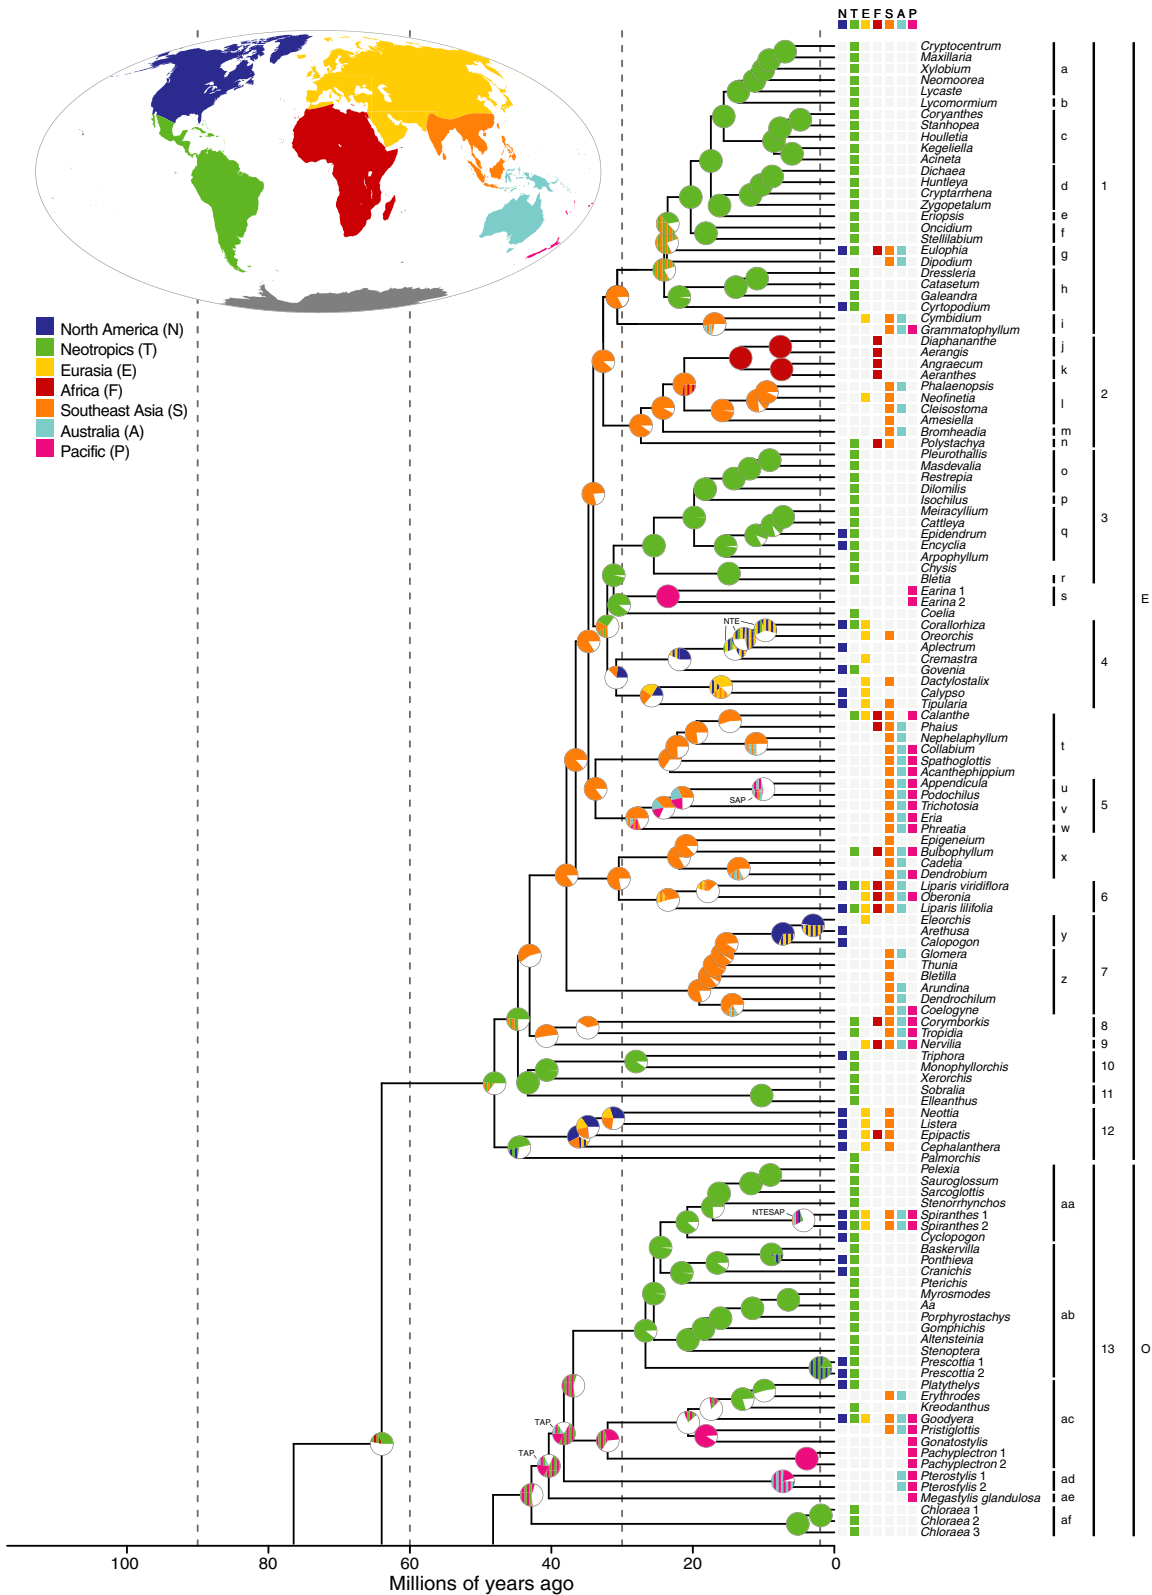 N T E F S A P
North America (N)
Neotropics (T)
Eurasia (E)
Africa (F)
Southeast Asia (S)
Australia (A)
Pacific (P)
Cryptocentrum
Maxillaria
Xylobium
Neomoorea
Lycaste
Lycomormium
Coryanthes
Stanhopea
Houlletia
Kegeliella
Acineta
Dichaea
Huntleya
Cryptarrhena
Zygopetalum
Eriopsis
Oncidium
Stellilabium
Eulophia
Dipodium
Dressleria
Catasetum
Galeandra
Cyrtopodium
Cymbidium
Grammatophyllum
Diaphananthe
Aerangis
Angraecum
Aeranthes
Phalaenopsis
Neofinetia
Cleisostoma
Amesiella
Bromheadia
Polystachya
Pleurothallis
Masdevalia
Restrepia
Dilomilis
Isochilus
Meiracyllium
Cattleya
Epidendrum
Encyclia
Arpophyllum
Chysis
Bletia
Earina 1
Earina 2
Coelia
Corallorhiza
Oreorchis
Aplectrum
Cremastra
Govenia
Dactylostalix
Calypso
Tipularia
Calanthe
Phaius
Nephelaphyllum
Collabium
Spathoglottis
Acanthephippium
Appendicula
Podochilus
Trichotosia
Eria
Phreatia
Epigeneium
Bulbophyllum
Cadetia
Dendrobium
Liparis viridiflora
Oberonia
Liparis lilifolia
Eleorchis
Arethusa
Calopogon
Glomera
Thunia
Bletilla
Arundina
Dendrochilum
Coelogyne
Corymborkis
Tropidia
Nervilia
Triphora
Monophyllorchis
Xerorchis
Sobralia
Elleanthus
Neottia
Listera
Epipactis
Cephalanthera
Palmorchis
Pelexia
Sauroglossum
Sarcoglottis
Stenorrhynchos
Spiranthes 1
Spiranthes 2
Cyclopogon
Baskervilla
Ponthieva
Cranichis
Pterichis
Myrosmodes
Aa
Porphyrostachys
Gomphichis
Altensteinia
Stenoptera
Prescottia 1
Prescottia 2
Platythelys
Erythrodes
Kreodanthus
Goodyera
Pristiglottis
Gonatostylis
Pachyplectron 1
Pachyplectron 2
Pterostylis 1
Pterostylis 2
Megastylis glandulosa
Chloraea 1
Chloraea 2
Chloraea 3
NTE
SAP
NTESAP
TAP
TAP
a
b
c
d
e
f
g
h
i
j
k
l
m
n
o
p
q
r
s
t
u
v
w
x
y
z
aa
ab
ac
ad
ae
af
1
2
3
4
5
6
7
8
9
10
11
12
13
E
O
100 80 60 40 20 0
Millions of years ago